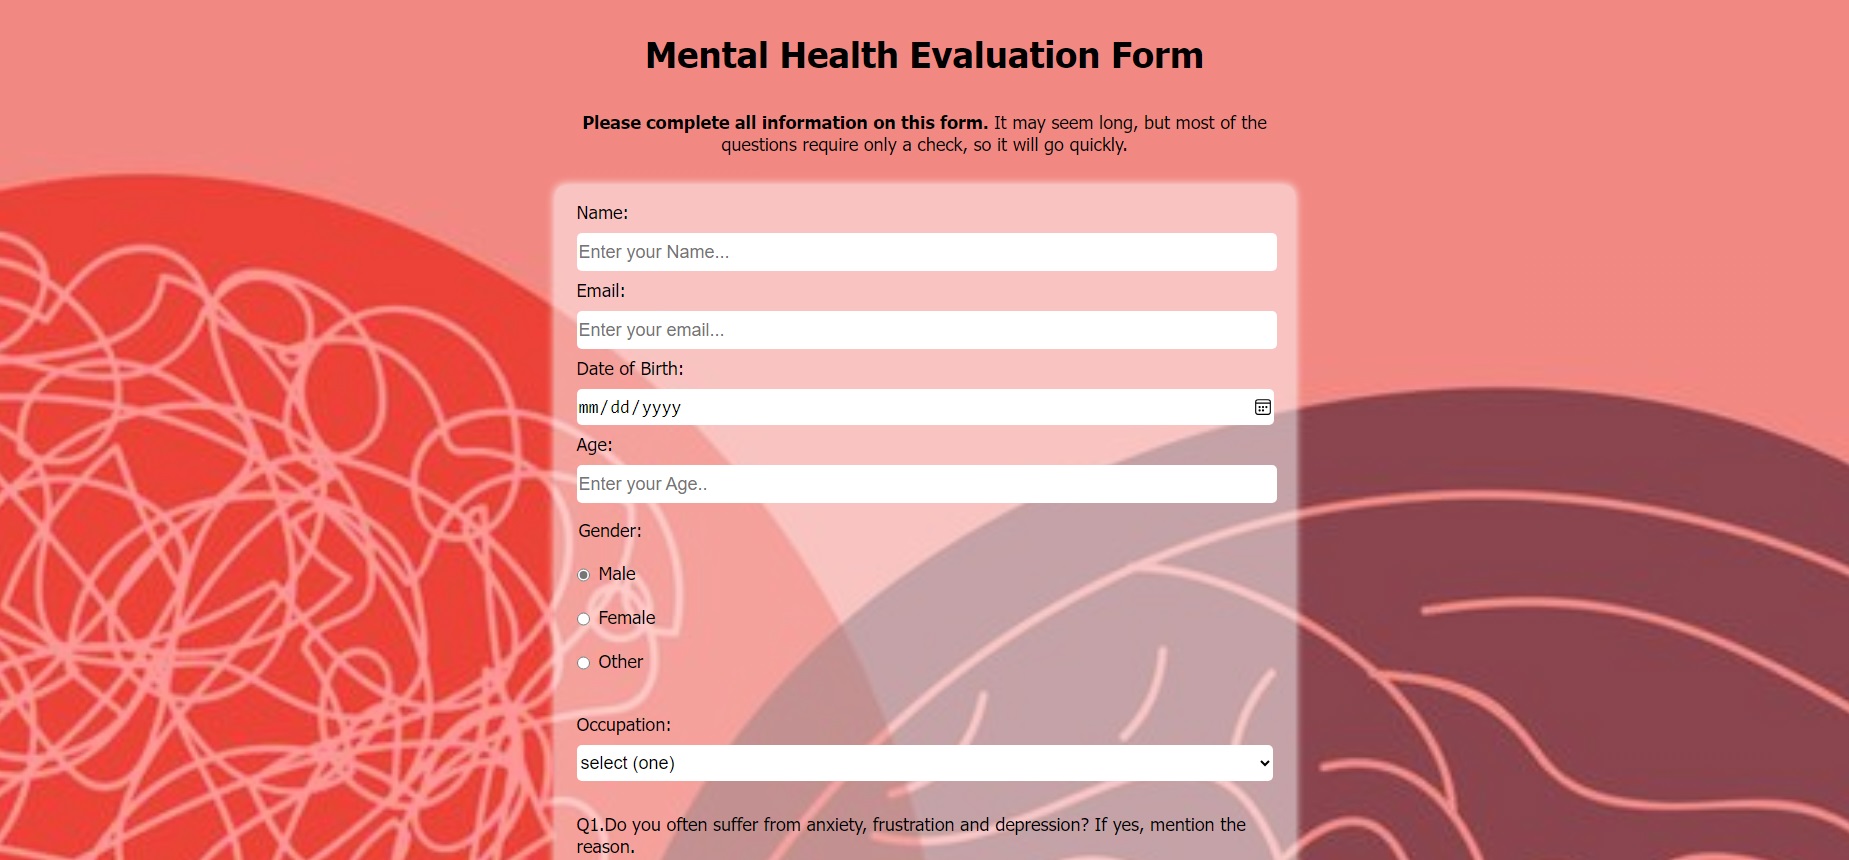 Mental Health Evaluation Form
Please complete all information on this form. It may seem long, but most of the
questions require only a check, so it will go quickly.
Name:
Enter your Name...
Email:
Enter your email...
Date of Birth:
mm/dd/yyyy
Age:
Enter your Age..
Gender:
Male
Female
Other
Occupation:
select (one)
Q1.Do you often suffer from anxiety, frustration and depression? If yes, mention the
reason.